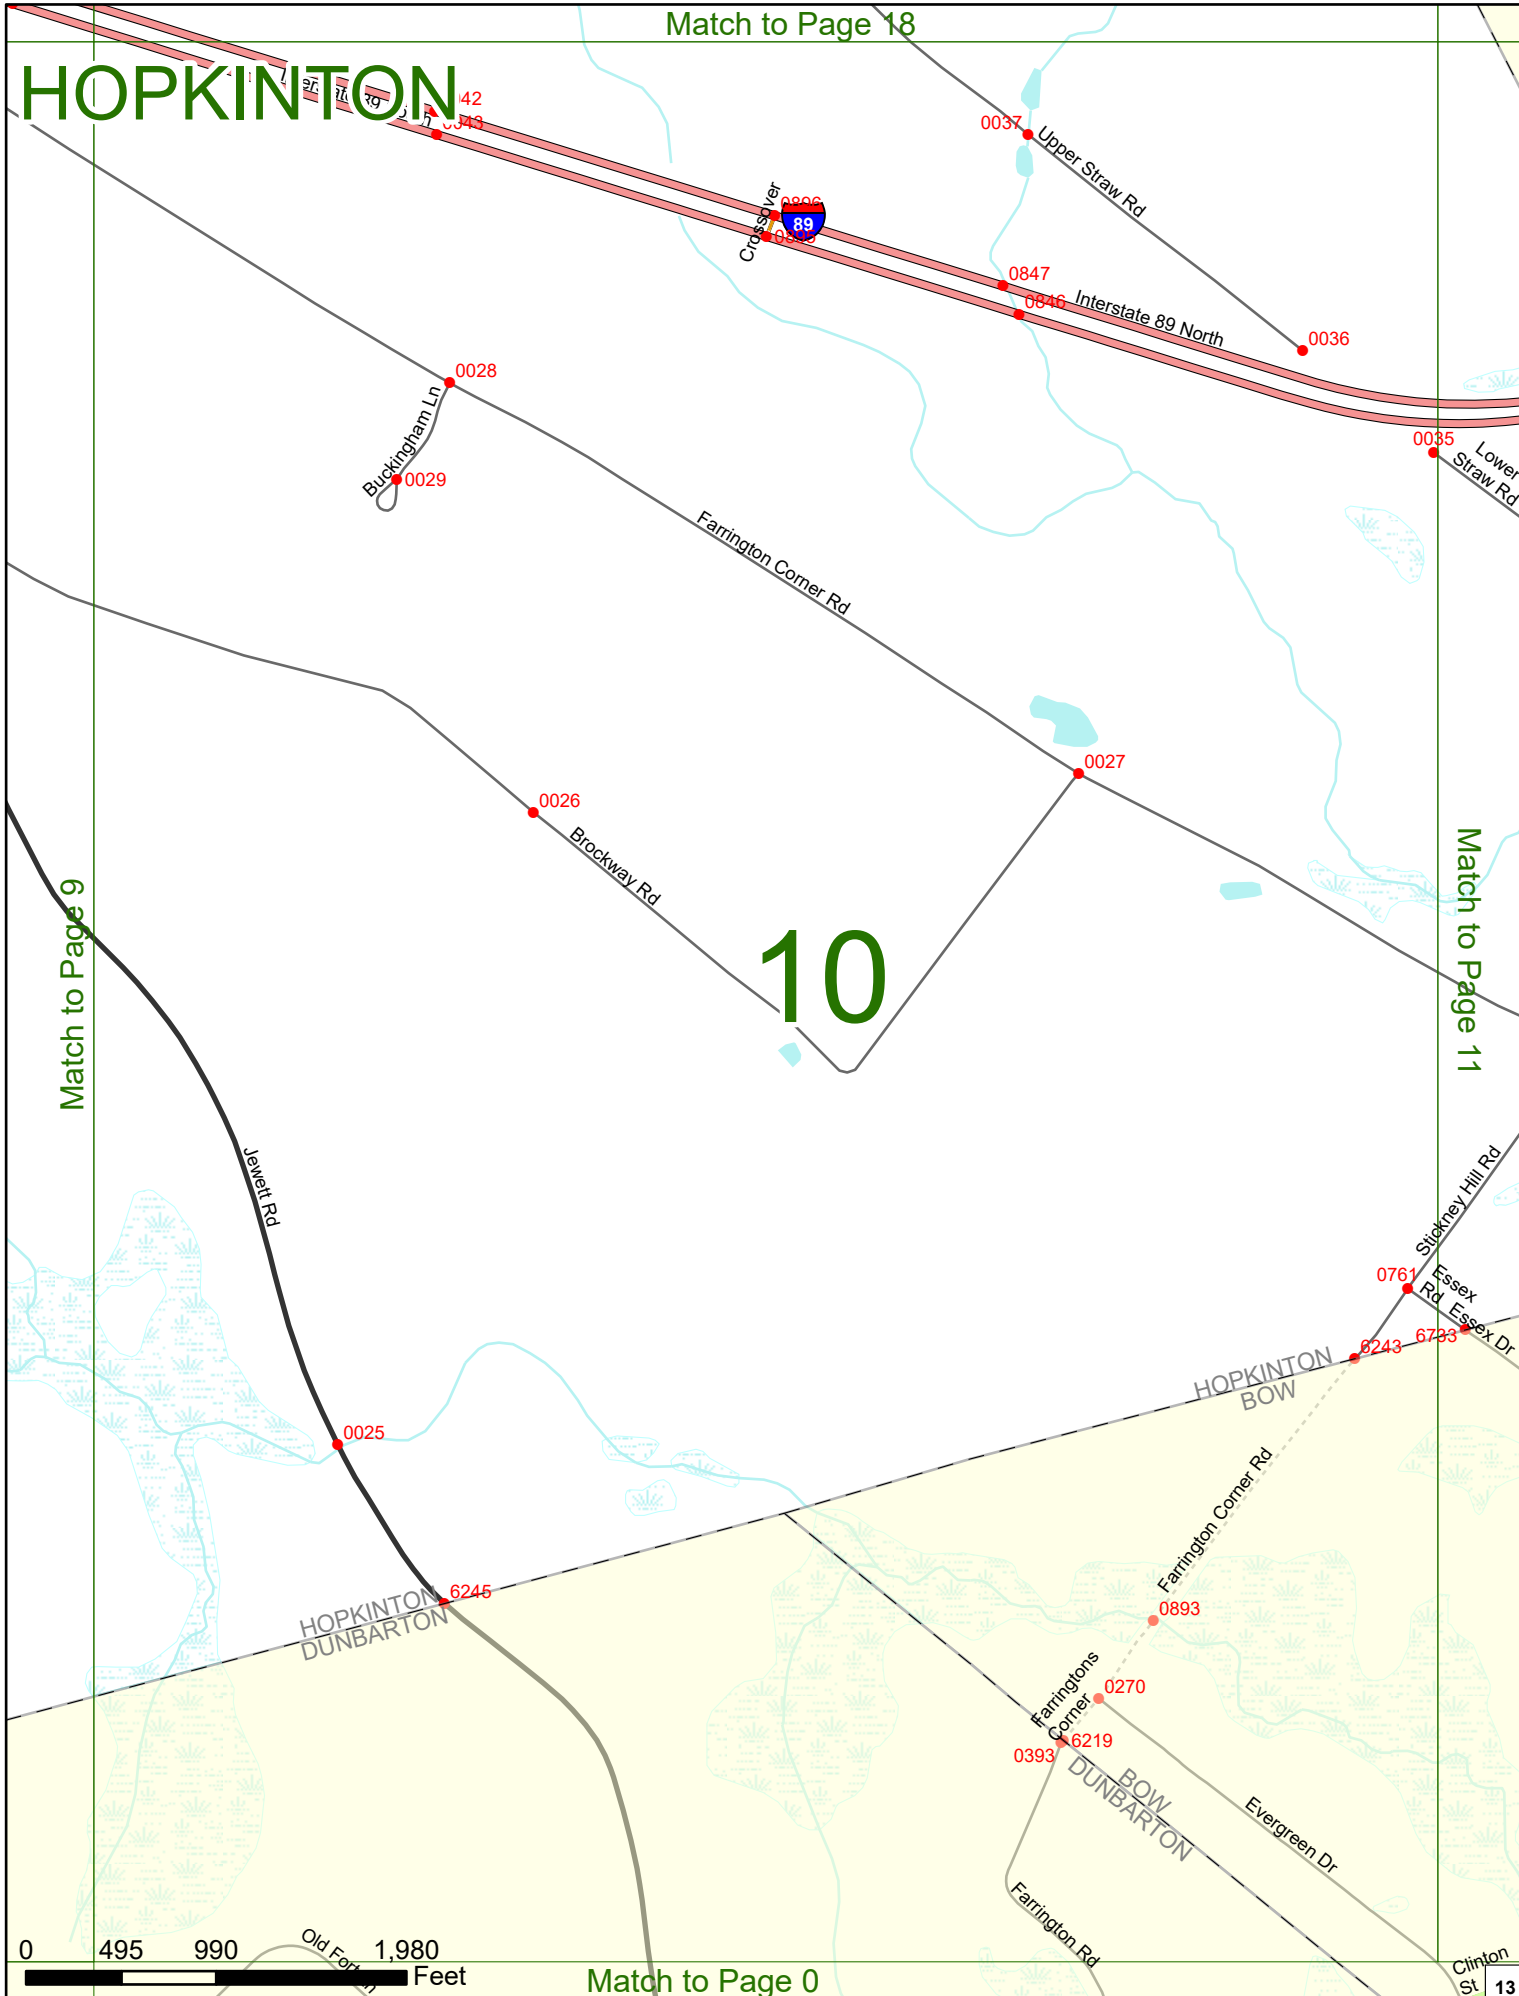 Match to Page 18
HOPKINTON
0037
Upper Straw Rd
0896
89
Crossover
0847
0846
Interstate 89 North
0036
0028
Buckingham Ln
0029
0035
Lower
Straw Rd
Farrington Corner Rd
0027
0026
Brockway Rd
10
Match to Page 9
Match to Page 11
Jewett Rd
Stickney Hill Rd
0761
Essex
Rd
Essex Dr
6733
6243
HOPKINTON
BOW
0025
Farrington Corner Rd
6245
HOPKINTON
DUNBARTON
0893
Farringtons
Corner
0270
6219
0393
BOW
DUNBARTON
Evergreen Dr
Farrington Rd
0 495 990 1,980
Feet
Match to Page 0
Clinton
St
13